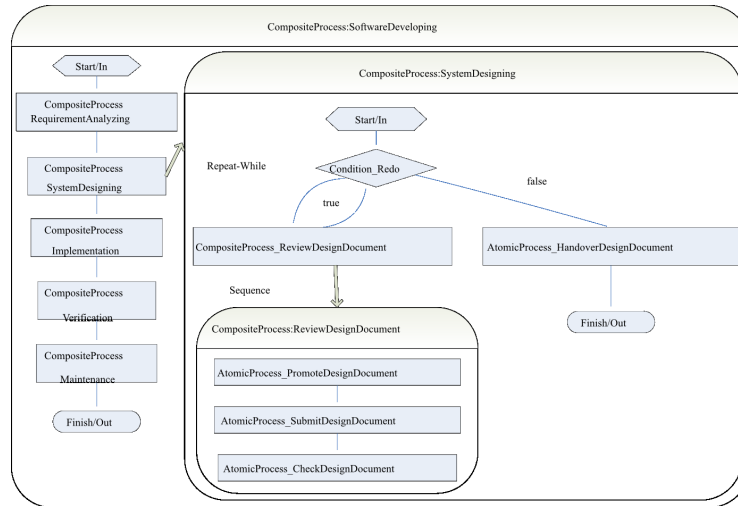 CompositeProcess:SoftwareDeveloping
Start/In
CompositeProcess
RequirementAnalyzing
CompositeProcess
SystemDesigning
CompositeProcess
Implementation
CompositeProcess
Verification
CompositeProcess
Maintenance
Finish/Out
CompositeProcess:SystemDesigning
Start/In
Repeat-While
Condition_Redo
true
false
CompositeProcess_ReviewDesignDocument
AtomicProcess_HandoverDesignDocument
Sequence
Finish/Out
CompositeProcess:ReviewDesignDocument
AtomicProcess_PromoteDesignDocument
AtomicProcess_SubmitDesignDocument
AtomicProcess_CheckDesignDocument